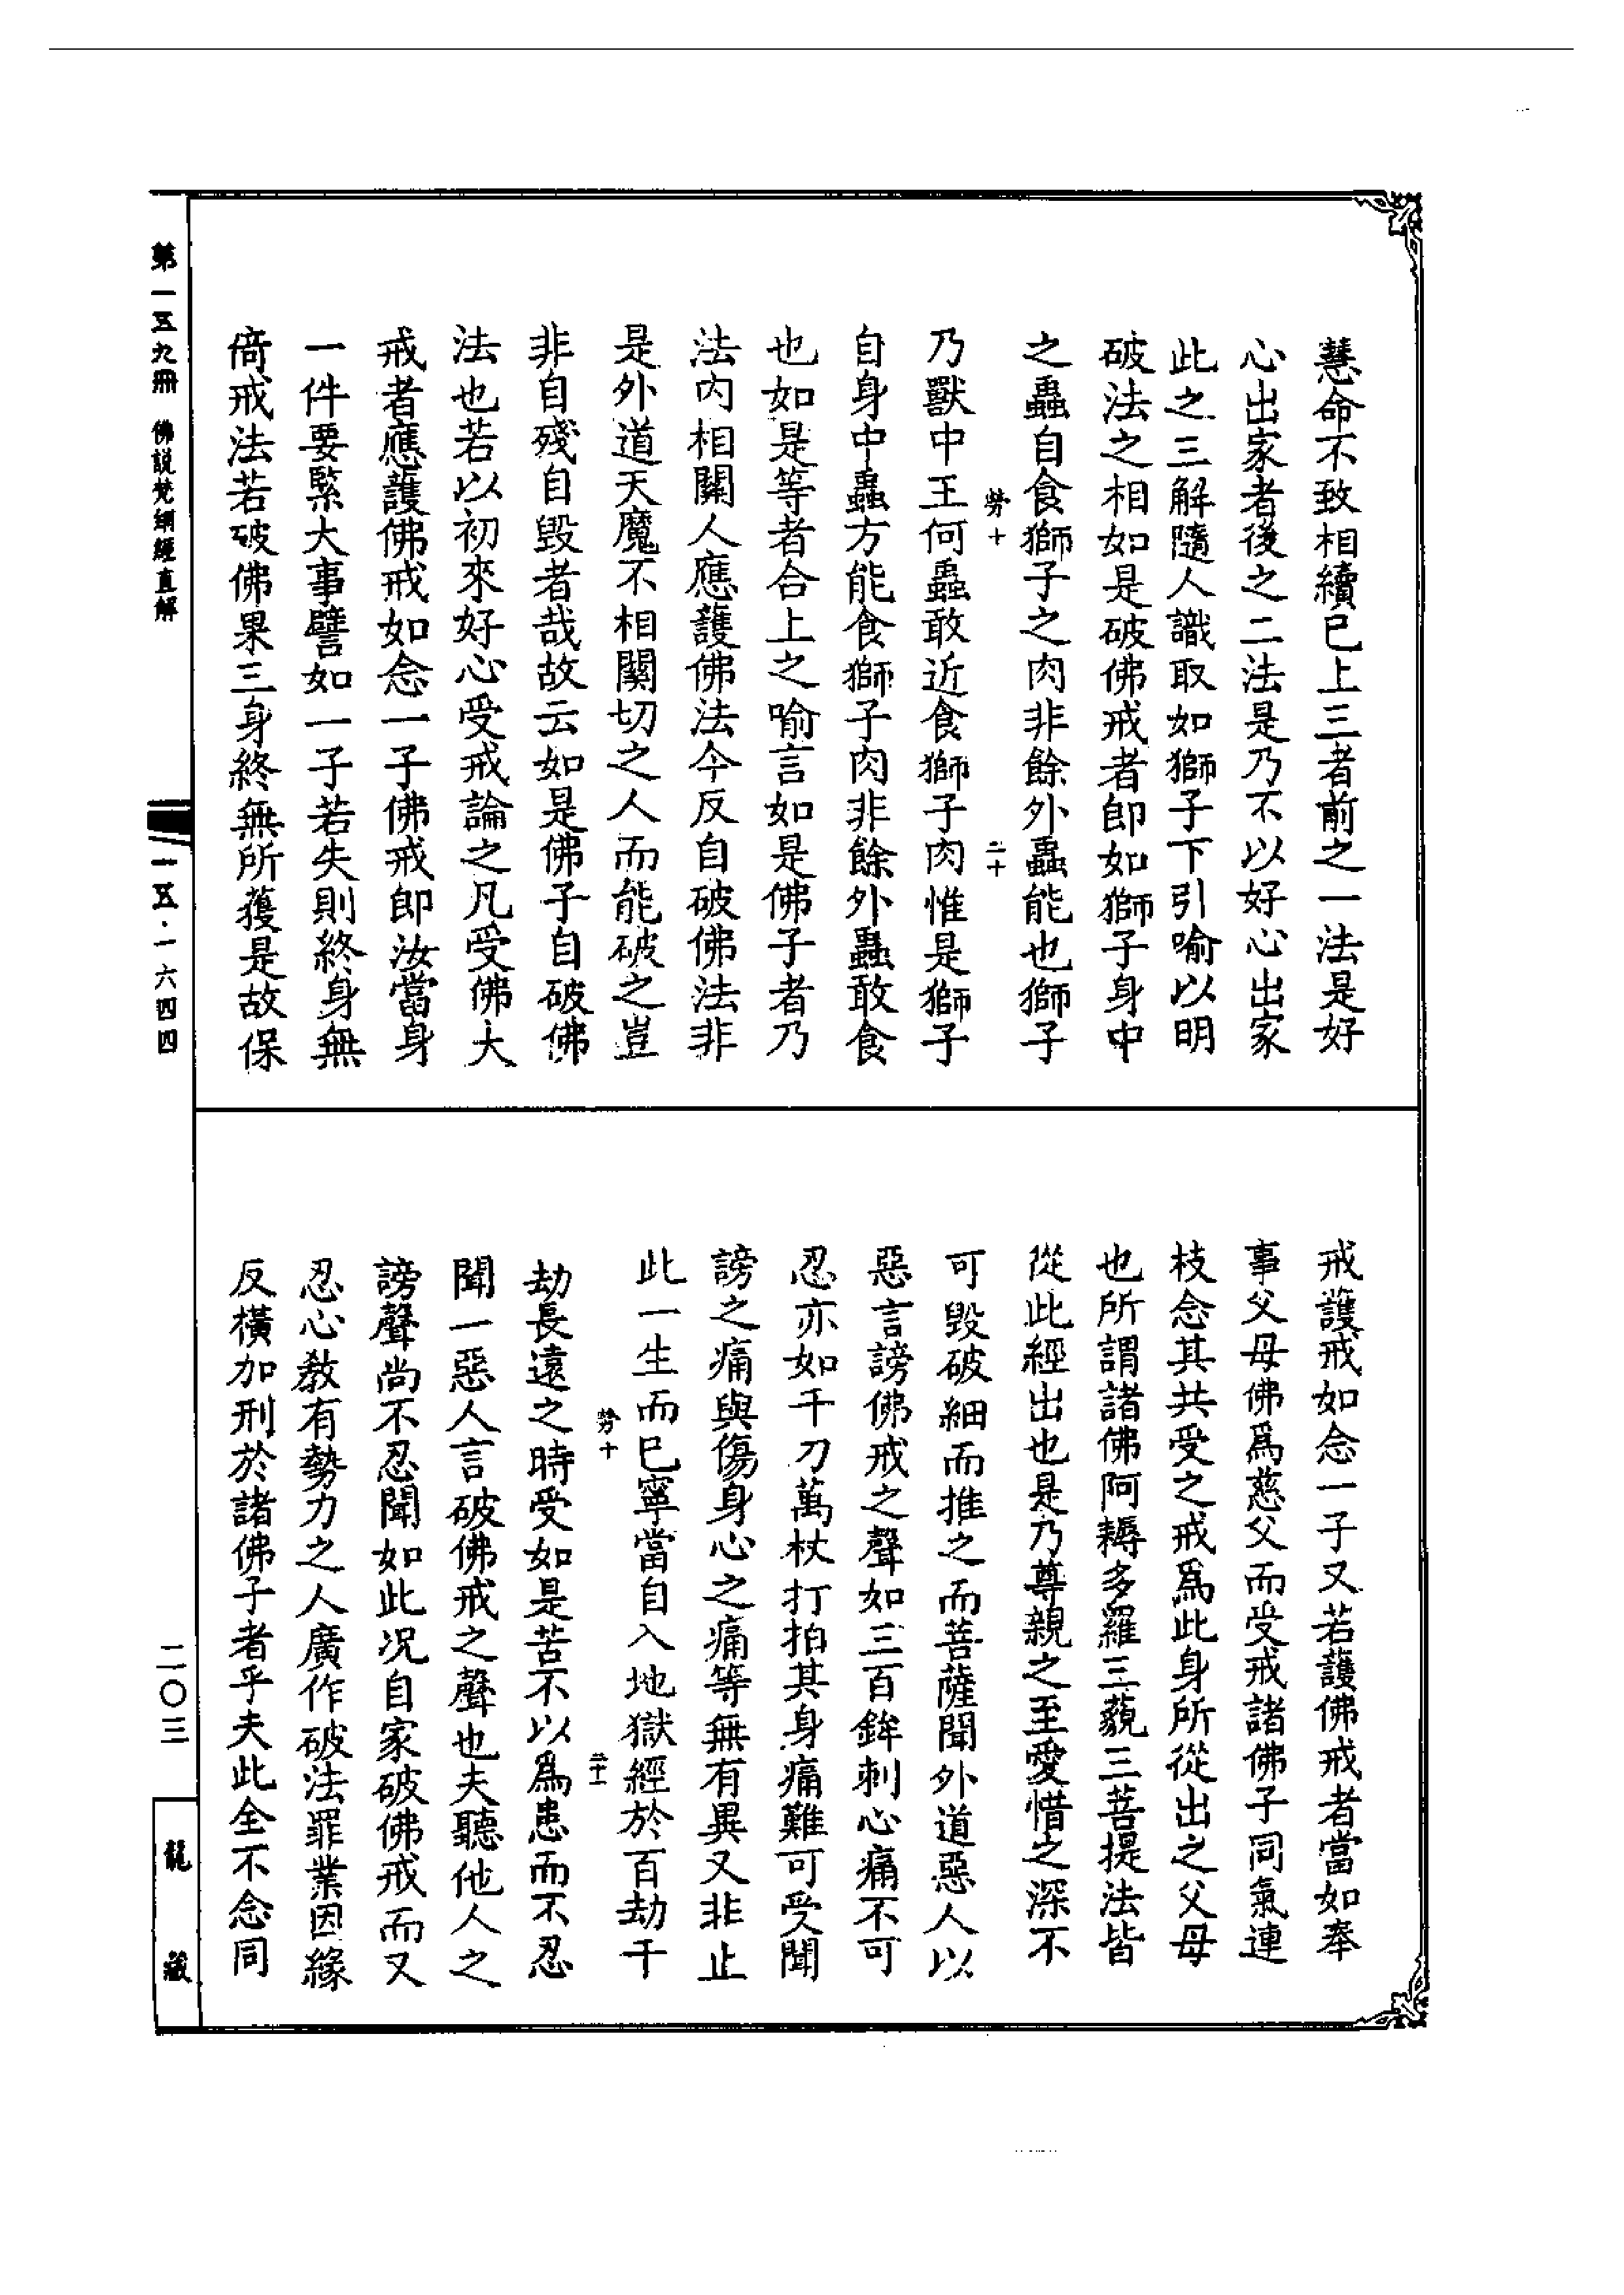 慧命不致相續已上三者前之一法是好
心出家者後之二法是乃不以好心出家
此之三解隨人識取如獅子下引喻以明
破法之相如是破佛戒者即如獅子身中
之蟲自食獅子之肉非餘外蟲能也獅子
勞十 二十
乃獸中王何蟲敢近食獅子肉惟是獅子
自身中蟲方能食獅子肉非餘外蟲敢食
也如是等者合上之喻言如是佛子者乃
法内相關人應護佛法今反自破佛法非
是外道天魔不相關切之人而能破之豈
非自殘自毀者哉故云如是佛子自破佛
法也若以初來好心受戒論之凡受佛大
戒者應護佛戒如念一子佛戒即汝當身
一件要緊大事譬如一子若失則終身無
倚戒法若破佛果三身終無所獲是故保
戒護戒如念一子又若護佛戒者當如奉
事父母佛爲慈父而受戒諸佛子同氣連
枝念其共受之戒爲此身所從出之父母
也所謂諸佛阿耨多羅三藐三菩提法皆
從此經出也是乃尊親之至愛惜之深不
可毀破細而推之而菩薩聞外道惡人以
惡言謗佛戒之聲如三百鉾刺心痛不可
忍亦如千刀萬杖打拍其身痛難可受聞
謗之痛與傷身心之痛等無有異又非止
此一生而已寧當自入地獄經於百劫千
勞十 二十一
劫長遠之時受如是苦不以爲患而不忍
聞一惡人言破佛戒之聲也夫聽他人之
謗聲尚不忍聞如此况自家破佛戒而又
忍心教有勢力之人廣作破法罪業因緣
反橫加刑於諸佛子者乎夫此全不念同
第一五九冊 佛説梵網經直解
一五·一六四四
二〇三
龍藏